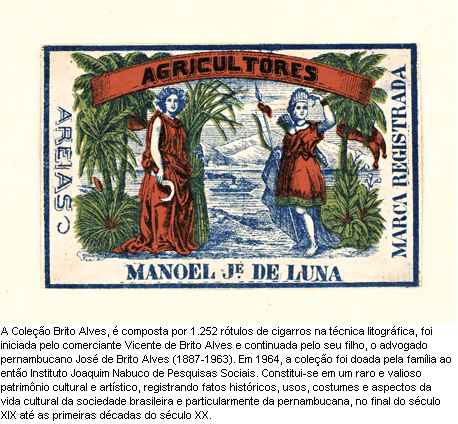 AGRICULTORES
AREIAS
MARCA REGISTRADA
MANOEL JE DE LUNA
A Coleção Brito Alves, é composta por 1.252 rótulos de cigarros na técnica litográfica, foi
iniciada pelo comerciante Vicente de Brito Alves e continuada pelo seu filho, o advogado
pernambucano José de Brito Alves (1887-1963). Em 1964, a coleção foi doada pela família ao
então Instituto Joaquim Nabuco de Pesquisas Sociais. Constitui-se em um raro e valioso
patrimônio cultural e artístico, registrando fatos históricos, usos, costumes e aspectos da
vida cultural da sociedade brasileira e particularmente da pernambucana, no final do século
XIX até as primeiras décadas do século XX.